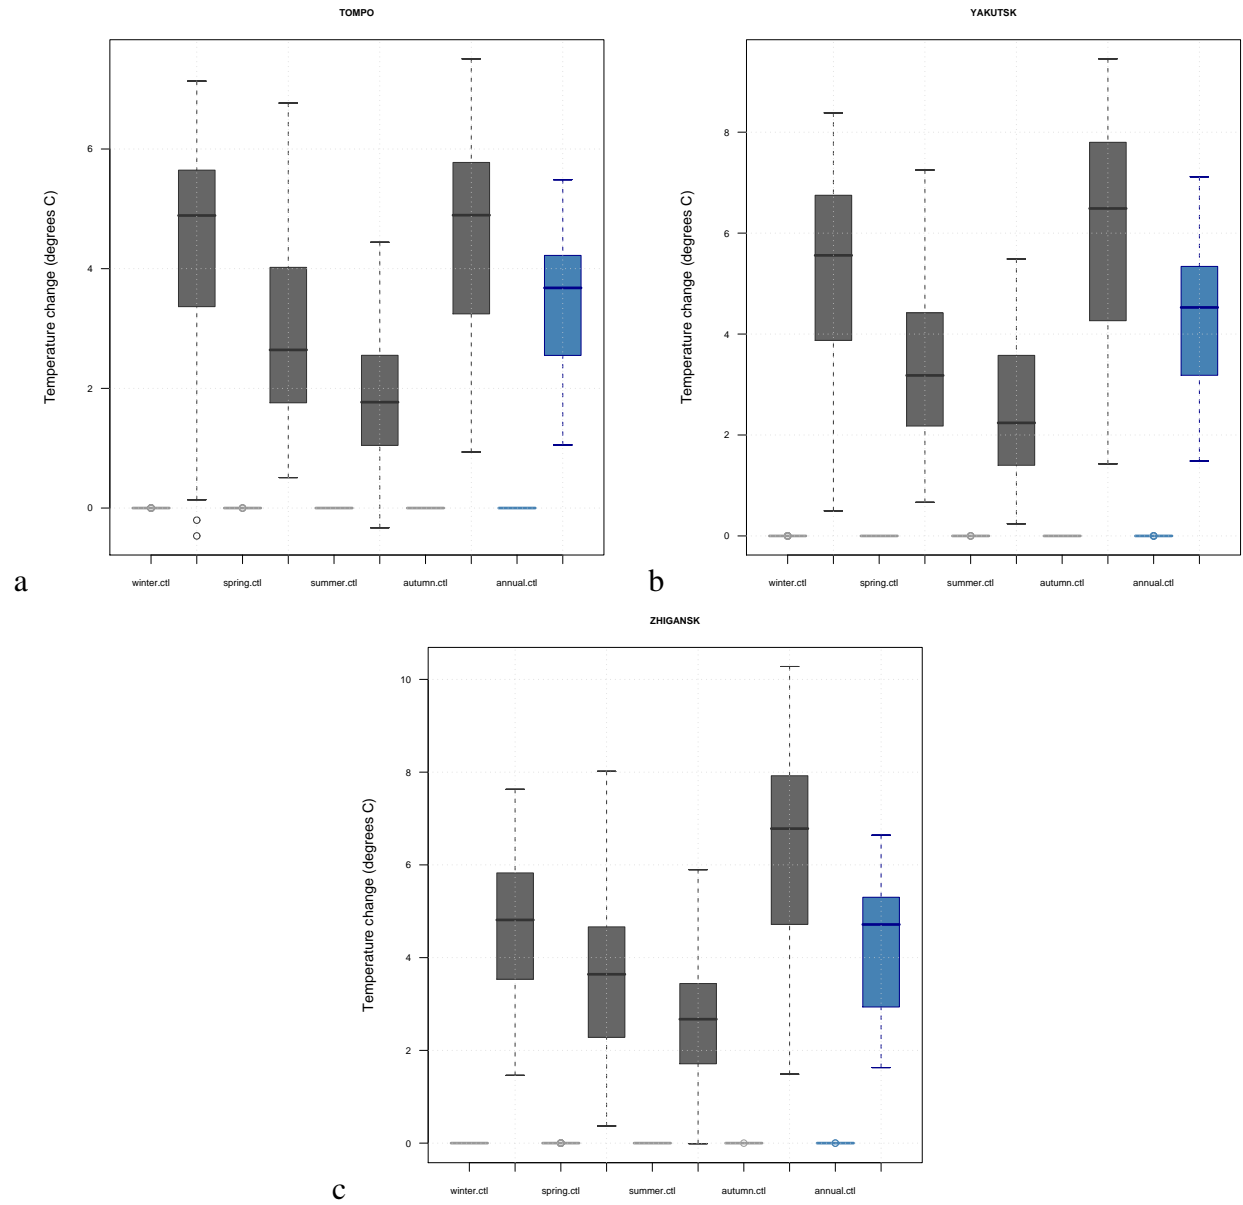 TOMPO
Temperature change (degrees C)
6
4
2
0
winter.ctl spring.ctl summer.ctl autumn.ctl annual.ctl
a
YAKUTSK
Temperature change (degrees C)
8
6
4
2
0
winter.ctl spring.ctl summer.ctl autumn.ctl annual.ctl
b
ZHIGANSK
Temperature change (degrees C)
10
8
6
4
2
0
winter.ctl spring.ctl summer.ctl autumn.ctl annual.ctl
c